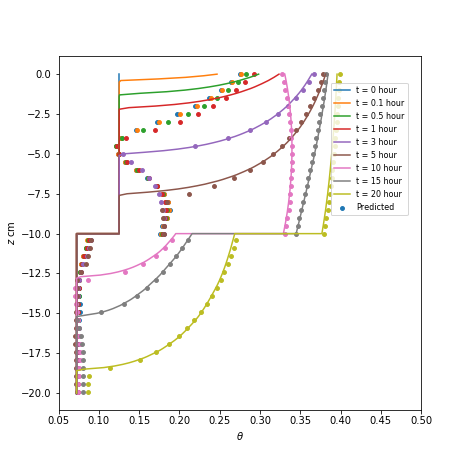 0.0
−2.5
−5.0
−7.5
−10.0
−12.5
−15.0
−17.5
−20.0
z cm
t = 0 hour
t = 0.1 hour
t = 0.5 hour
t = 1 hour
t = 3 hour
t = 5 hour
t = 10 hour
t = 15 hour
t = 20 hour
Predicted
0.05 0.10 0.15 0.20 0.25 0.30 0.35 0.40 0.45 0.50
θ